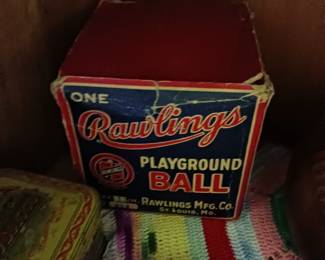 ONE
Rawlings
PLAYGROUND
BALL
RAWLINGS MFG. CO.
ST. LOUIS, MO.